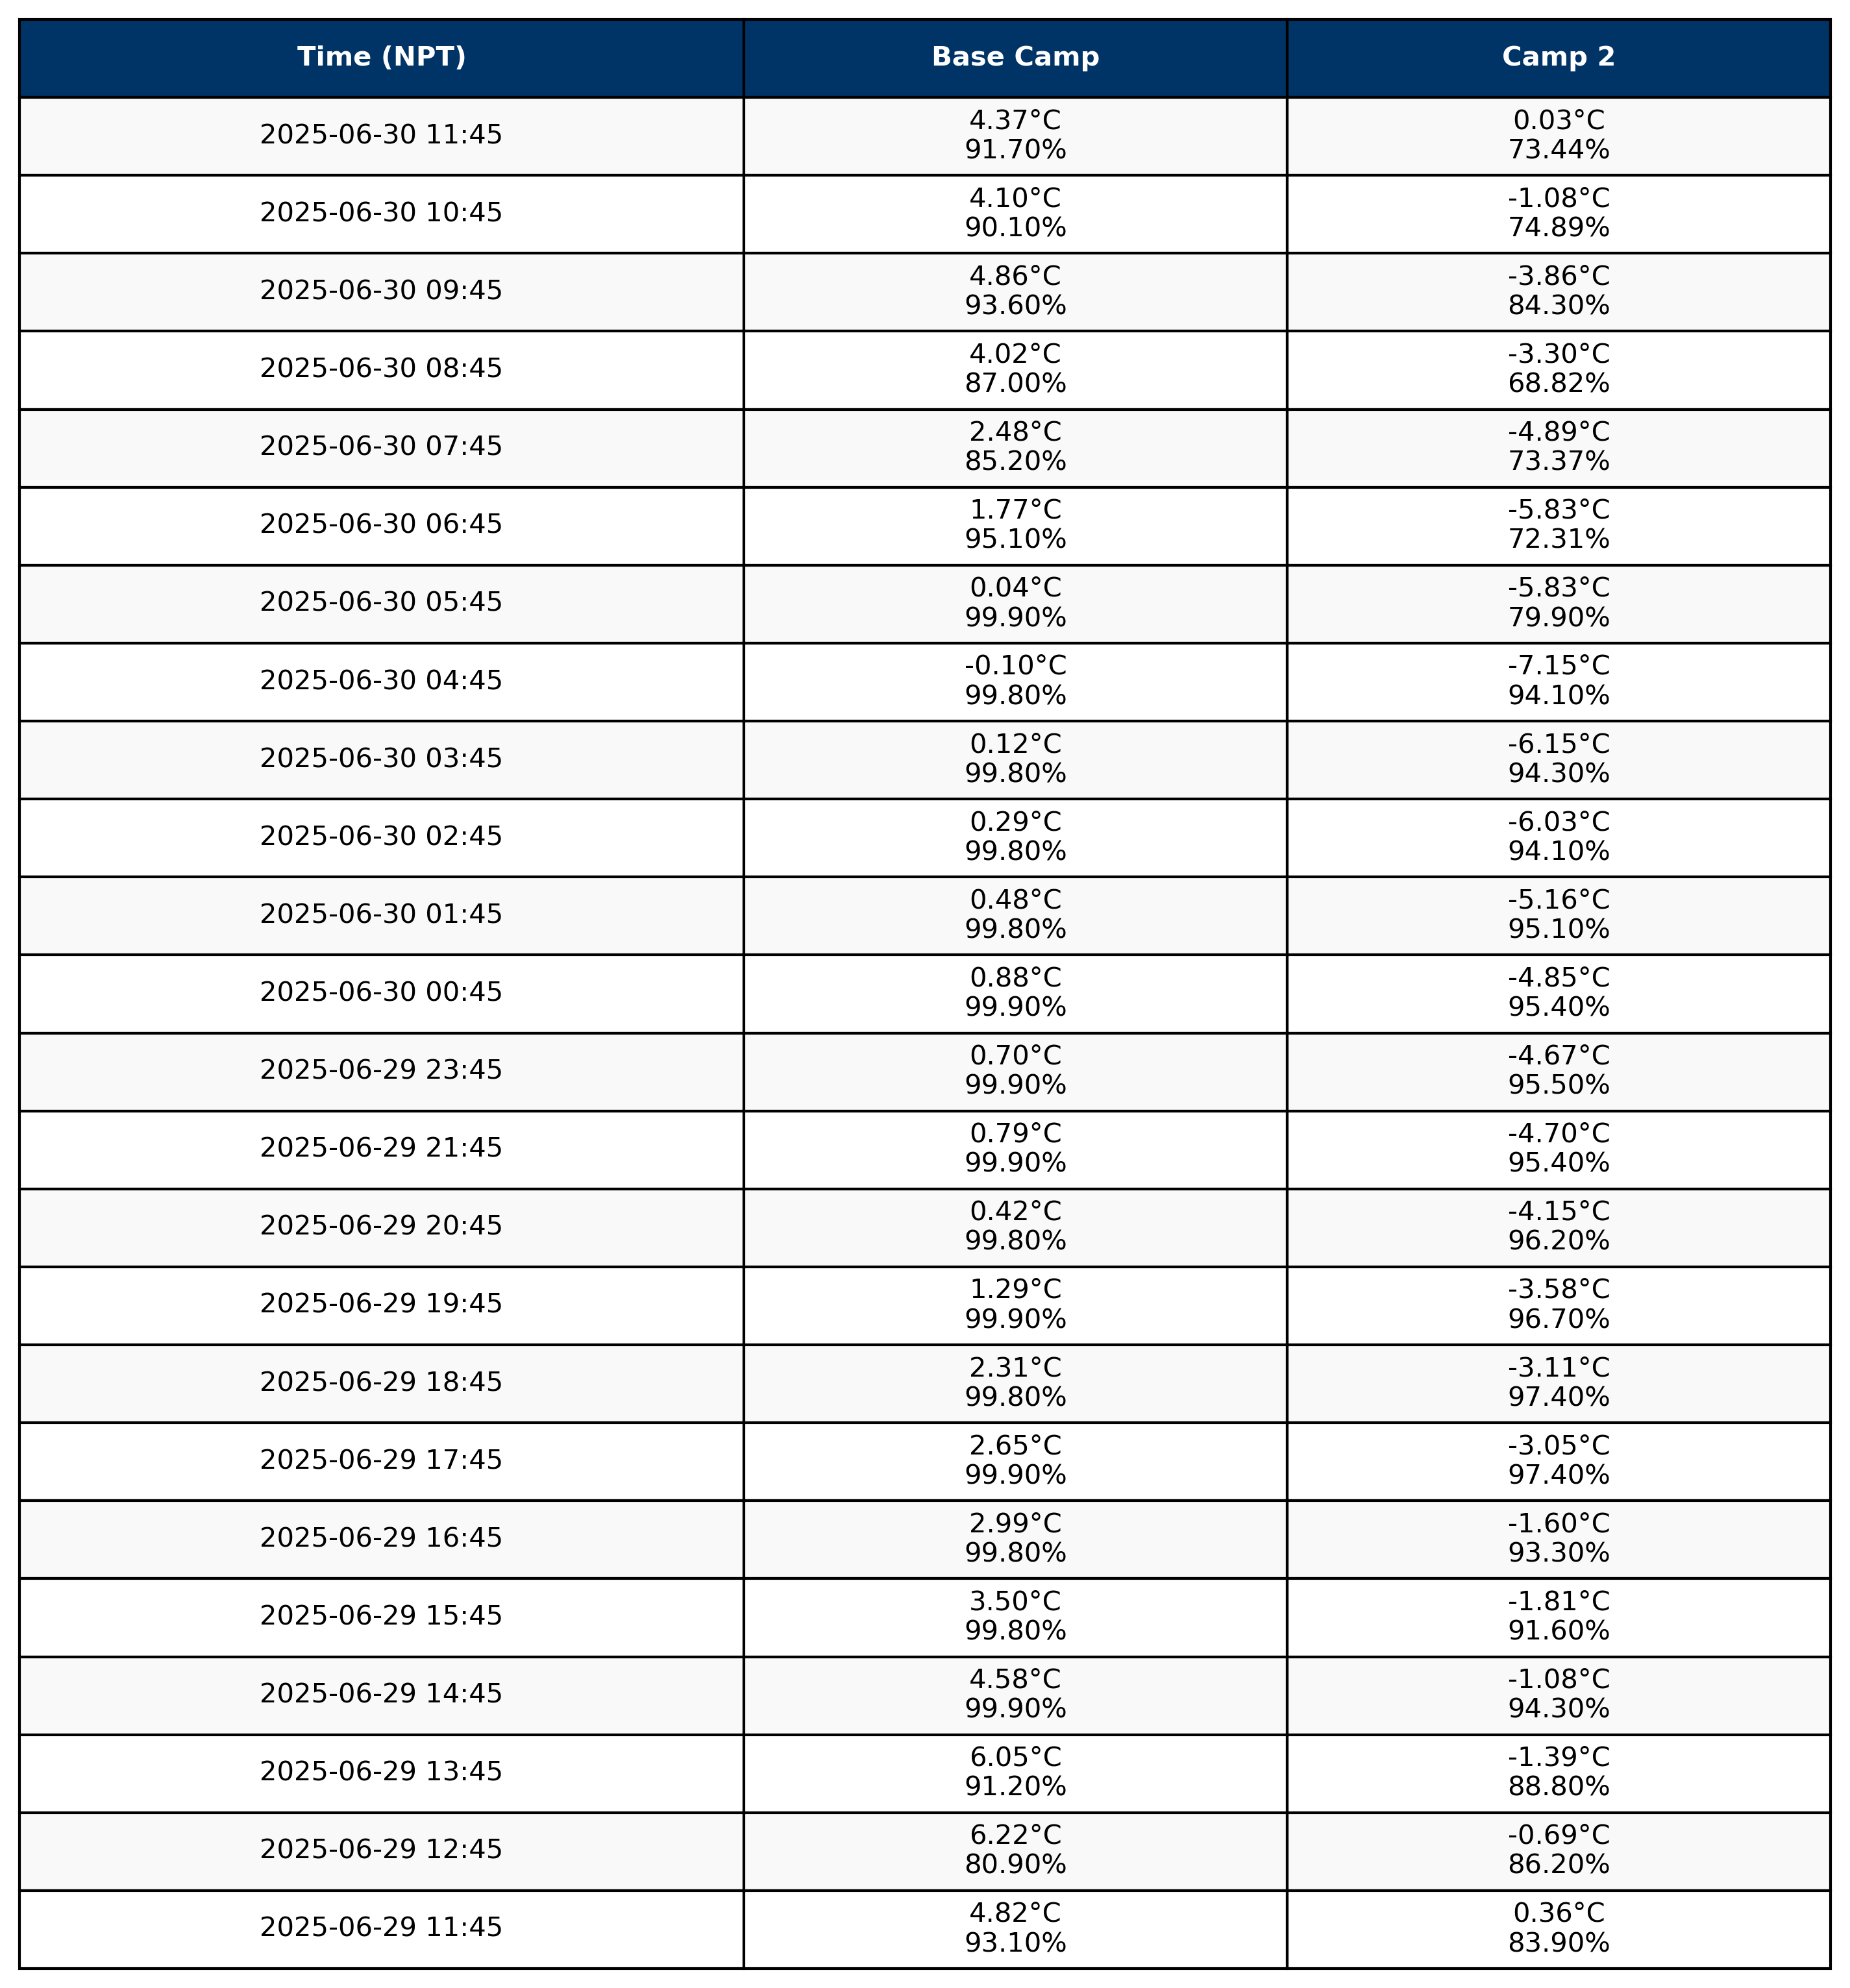 Time (NPT) Base Camp Camp 2
2025-06-30 11:45 4.37°C 0.03°C
91.70% 73.44%
2025-06-30 10:45 4.10°C -1.08°C
90.10% 74.89%
2025-06-30 09:45 4.86°C -3.86°C
93.60% 84.30%
2025-06-30 08:45 4.02°C -3.30°C
87.00% 68.82%
2025-06-30 07:45 2.48°C -4.89°C
85.20% 73.37%
2025-06-30 06:45 1.77°C -5.83°C
95.10% 72.31%
2025-06-30 05:45 0.04°C -5.83°C
99.90% 79.90%
2025-06-30 04:45 -0.10°C -7.15°C
99.80% 94.10%
2025-06-30 03:45 0.12°C -6.15°C
99.80% 94.30%
2025-06-30 02:45 0.29°C -6.03°C
99.80% 94.10%
2025-06-30 01:45 0.48°C -5.16°C
99.80% 95.10%
2025-06-30 00:45 0.88°C -4.85°C
99.90% 95.40%
2025-06-29 23:45 0.70°C -4.67°C
99.90% 95.50%
2025-06-29 21:45 0.79°C -4.70°C
99.90% 95.40%
2025-06-29 20:45 0.42°C -4.15°C
99.80% 96.20%
2025-06-29 19:45 1.29°C -3.58°C
99.90% 96.70%
2025-06-29 18:45 2.31°C -3.11°C
99.80% 97.40%
2025-06-29 17:45 2.65°C -3.05°C
99.90% 97.40%
2025-06-29 16:45 2.99°C -1.60°C
99.80% 93.30%
2025-06-29 15:45 3.50°C -1.81°C
99.80% 91.60%
2025-06-29 14:45 4.58°C -1.08°C
99.90% 94.30%
2025-06-29 13:45 6.05°C -1.39°C
91.20% 88.80%
2025-06-29 12:45 6.22°C -0.69°C
80.90% 86.20%
2025-06-29 11:45 4.82°C 0.36°C
93.10% 83.90%